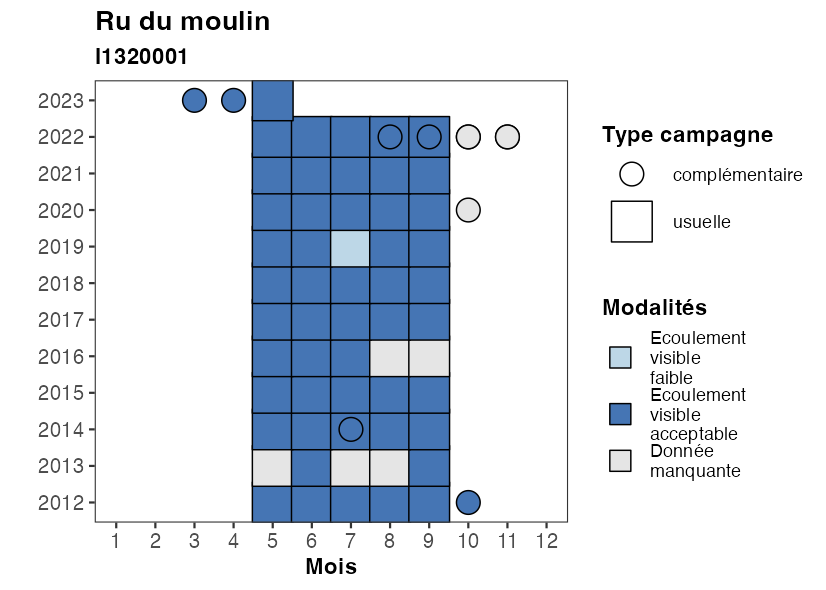 Ru du moulin
I1320001
2023
2022
2021
2020
2019
2018
2017
2016
2015
2014
2013
2012
1 2 3 4 5 6 7 8 9 10 11 12
Mois
Type campagne
complémentaire
usuelle
Modalités
Ecoulement
visible
faible
Ecoulement
visible
acceptable
Donnée
manquante